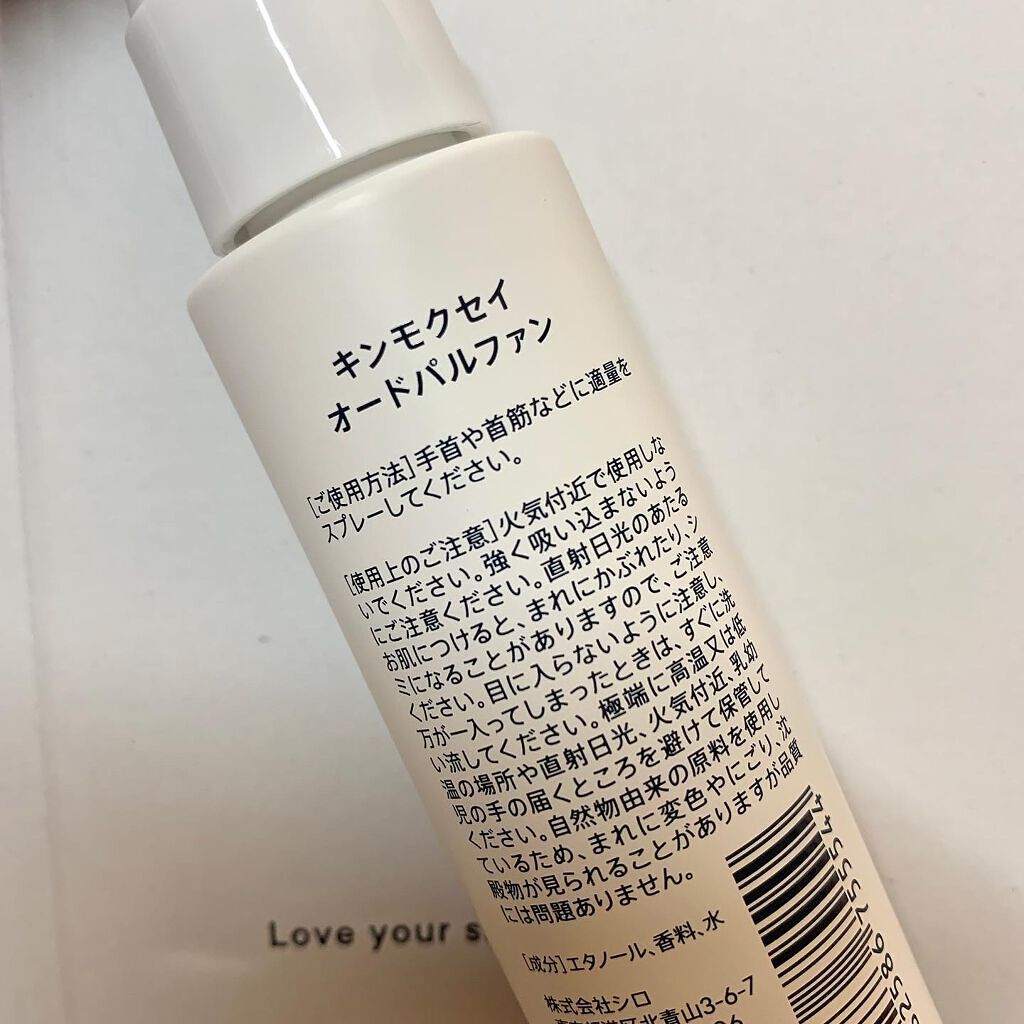 キンモクセイ
オードパルファン
[ご使用方法]手首や首筋などに適量を
スプレーしてください。
[使用上のご注意]火気付近で使用しな
いでください。強く吸い込まないよう
にご注意ください。直射日光のあたる
お肌につけると、まれにかぶれたり、シ
ミになることがありますので、ご注意
ください。目に入らないように注意し、
万が一入ってしまったときは、すぐに洗
い流してください。極端に高温又は低
温の場所や直射日光、火気付近、乳幼
児の手の届くところを避けて保管して
ください。自然物由来の原料を使用し
ているため、まれに変色やにごり、沈
殿物が見られることがありますが品質
には問題ありません。
[成分]エタノール、香料、水
株式会社シロ
区北青山3-6-7
Love your